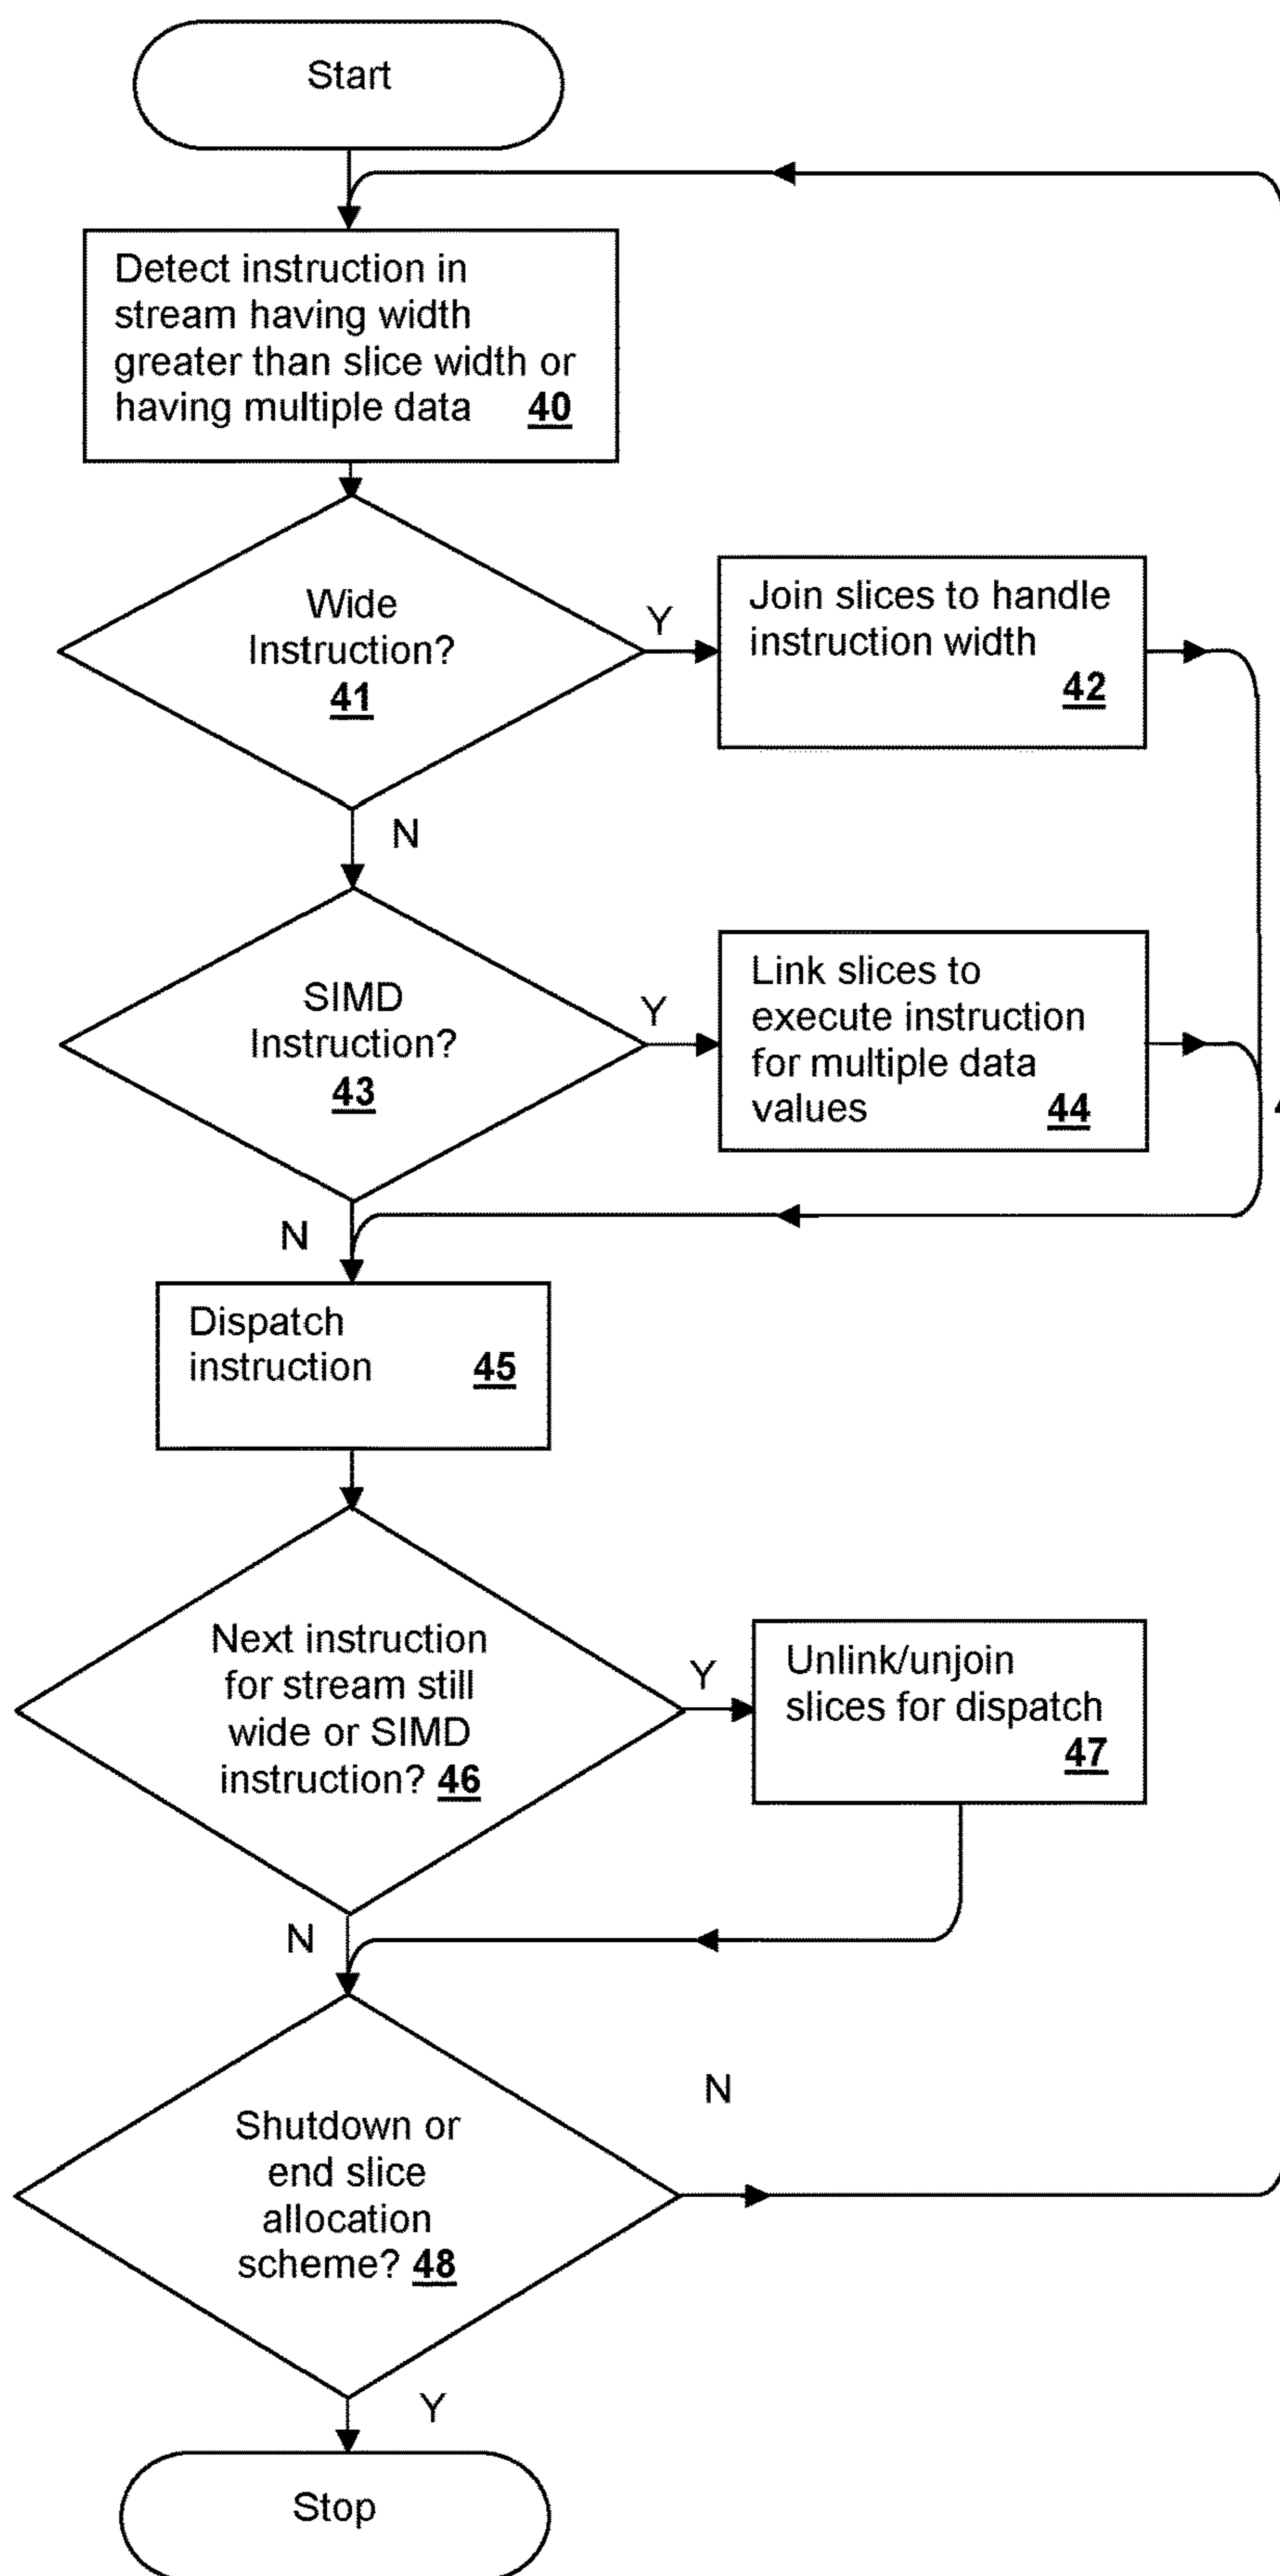 Start
Detect instruction in
stream having width
greater than slice width or
having multiple data 40
Wide
Instruction?
41
Y
Join slices to handle
instruction width
42
N
SIMD
Instruction?
43
Y
Link slices to
execute instruction
for multiple data
values 44
N
Dispatch
instruction 45
Next instruction
for stream still
wide or SIMD
instruction? 46
Y
Unlink/unjoin
slices for dispatch
47
N
Shutdown or
end slice
allocation
scheme? 48
N
Y
Stop